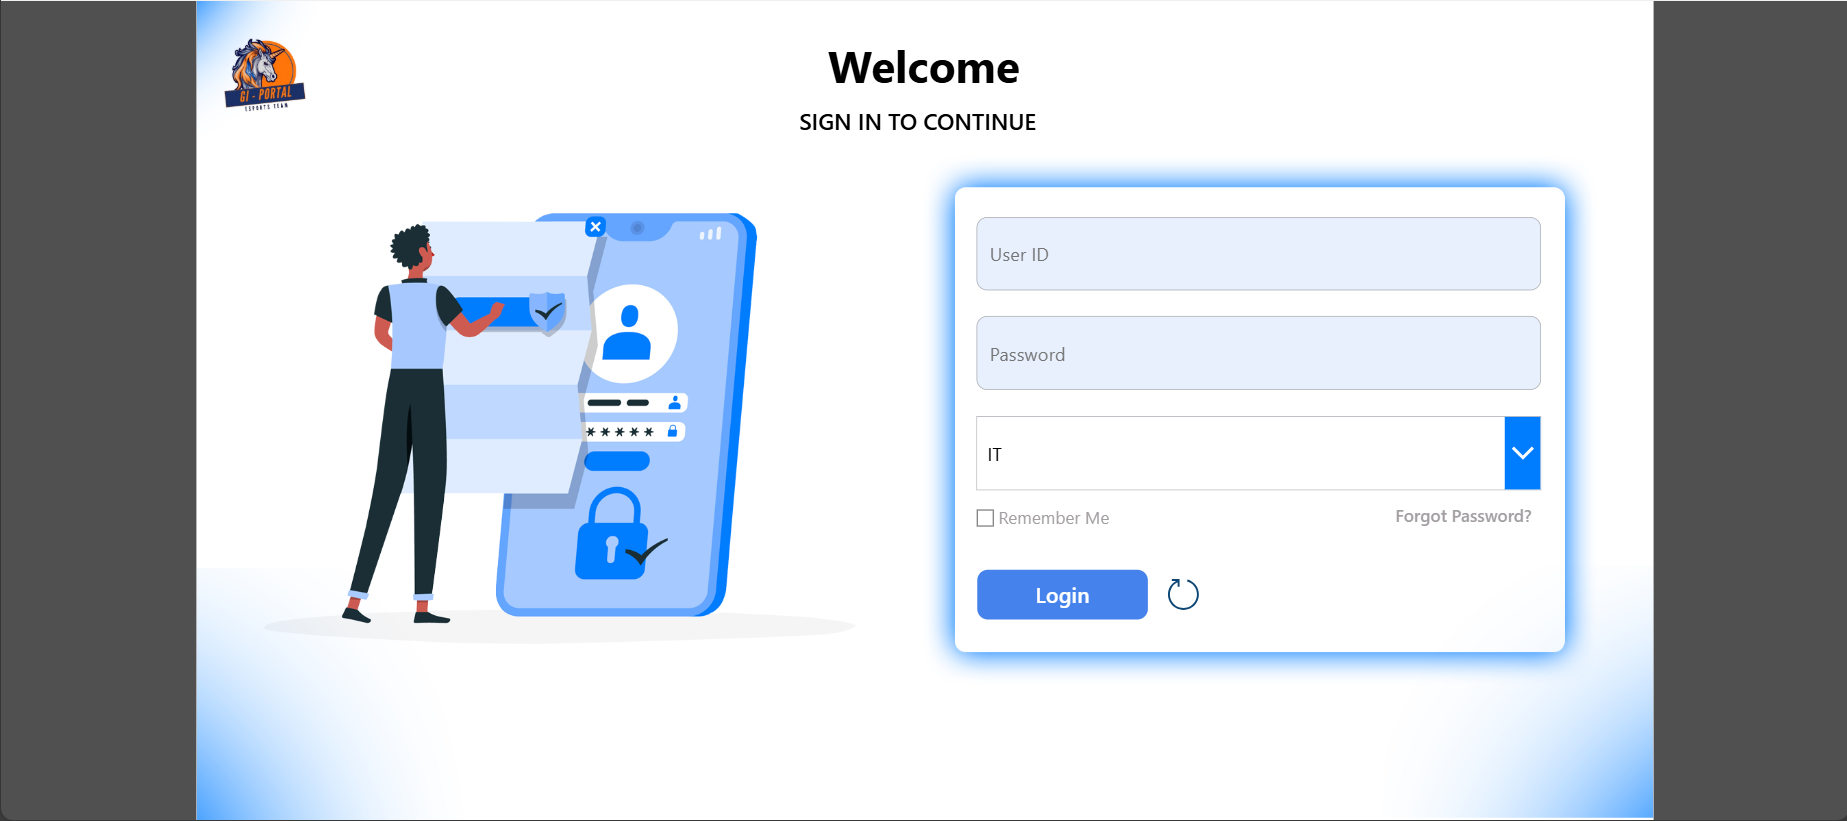 GI - PORTAL
ESPORTS TEAM
Welcome
SIGN IN TO CONTINUE
User ID
Password
*****
IT
Remember Me
Forgot Password?
Login